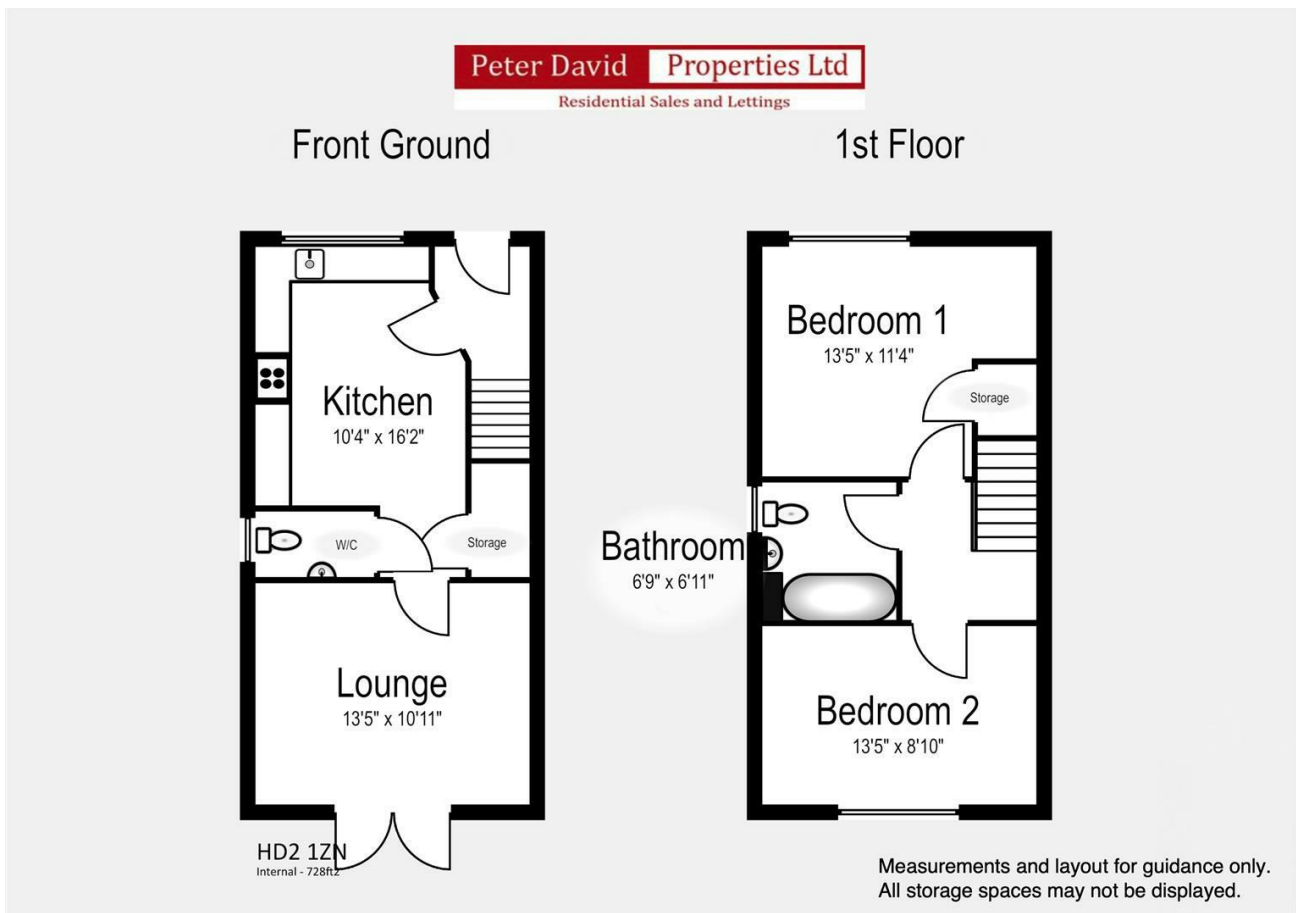 Peter David Properties Ltd
Residential Sales and Lettings
Front Ground
1st Floor
Kitchen
10'4" x 16'2"
W/C
Storage
Lounge
13'5" x 10'11"
HD2 1ZN
Internal - 728ft2
Bedroom 1
13'5" x 11'4"
Storage
Bathroom
6'9" x 6'11"
Bedroom 2
13'5" x 8'10"
Measurements and layout for guidance only.
All storage spaces may not be displayed.